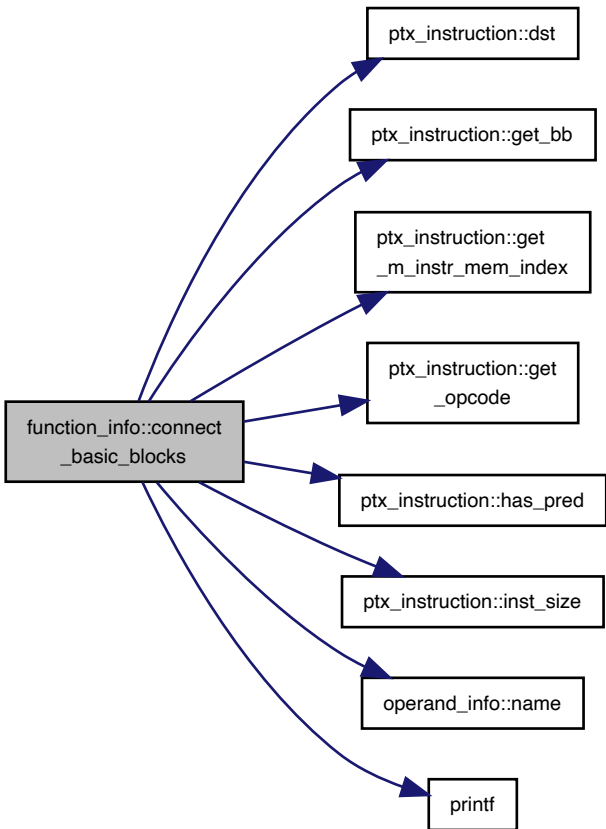 ptx_instruction::dst
ptx_instruction::get_bb
ptx_instruction::get
_m_instr_mem_index
ptx_instruction::get
_opcode
function_info::connect
_basic_blocks
ptx_instruction::has_pred
ptx_instruction::inst_size
operand_info::name
printf